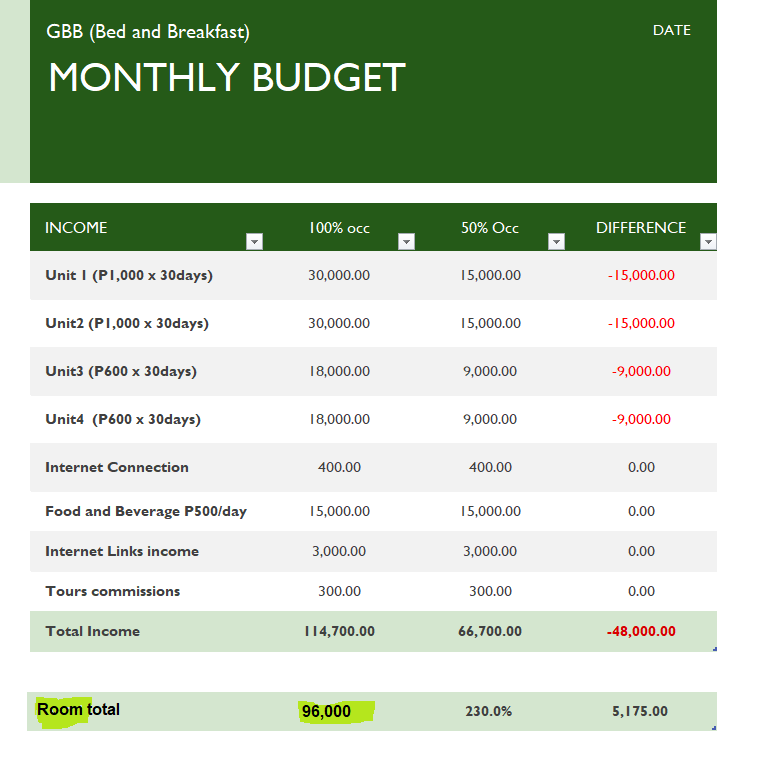 GBB (Bed and Breakfast) DATE
MONTHLY BUDGET
INCOME 100% occ 50% Occ DIFFERENCE
Unit 1 (P1,000 x 30days) 30,000.00 15,000.00 -15,000.00
Unit2 (P1,000 x 30days) 30,000.00 15,000.00 -15,000.00
Unit3 (P600 x 30days) 18,000.00 9,000.00 -9,000.00
Unit4 (P600 x 30days) 18,000.00 9,000.00 -9,000.00
Internet Connection 400.00 400.00 0.00
Food and Beverage P500/day 15,000.00 15,000.00 0.00
Internet Links income 3,000.00 3,000.00 0.00
Tours commissions 300.00 300.00 0.00
Total Income 114,700.00 66,700.00 -48,000.00
Room total 96,000 230.0% 5,175.00